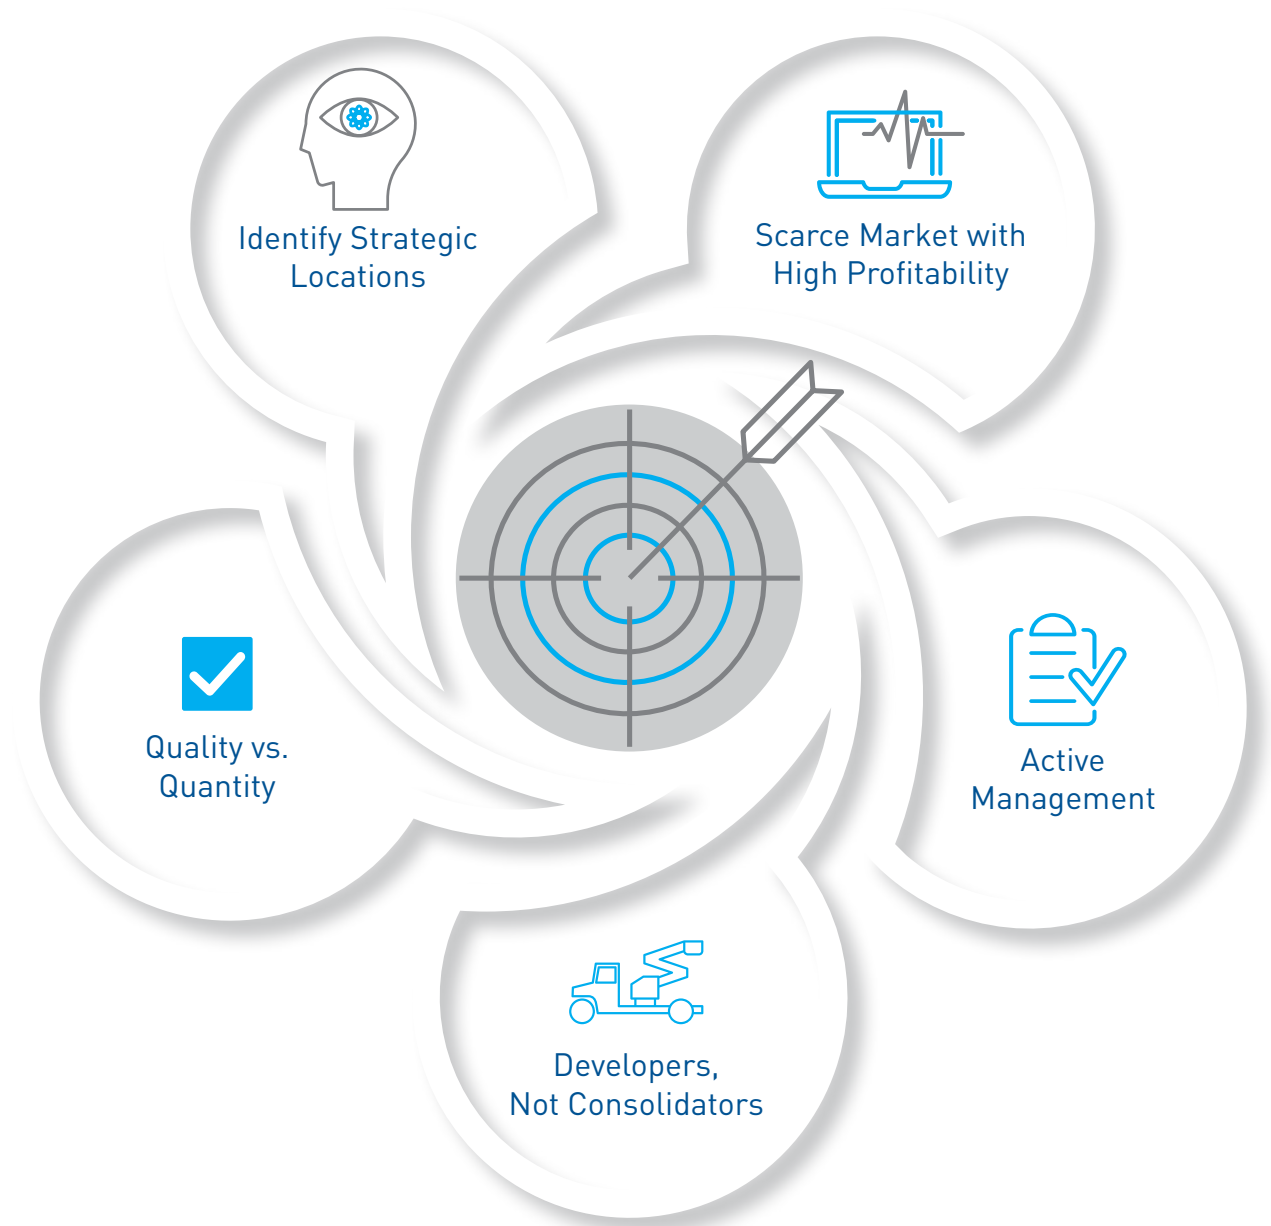 Identify Strategic
Locations
Scarce Market with
High Profitability
Quality vs.
Quantity
Active
Management
Developers,
Not Consolidators